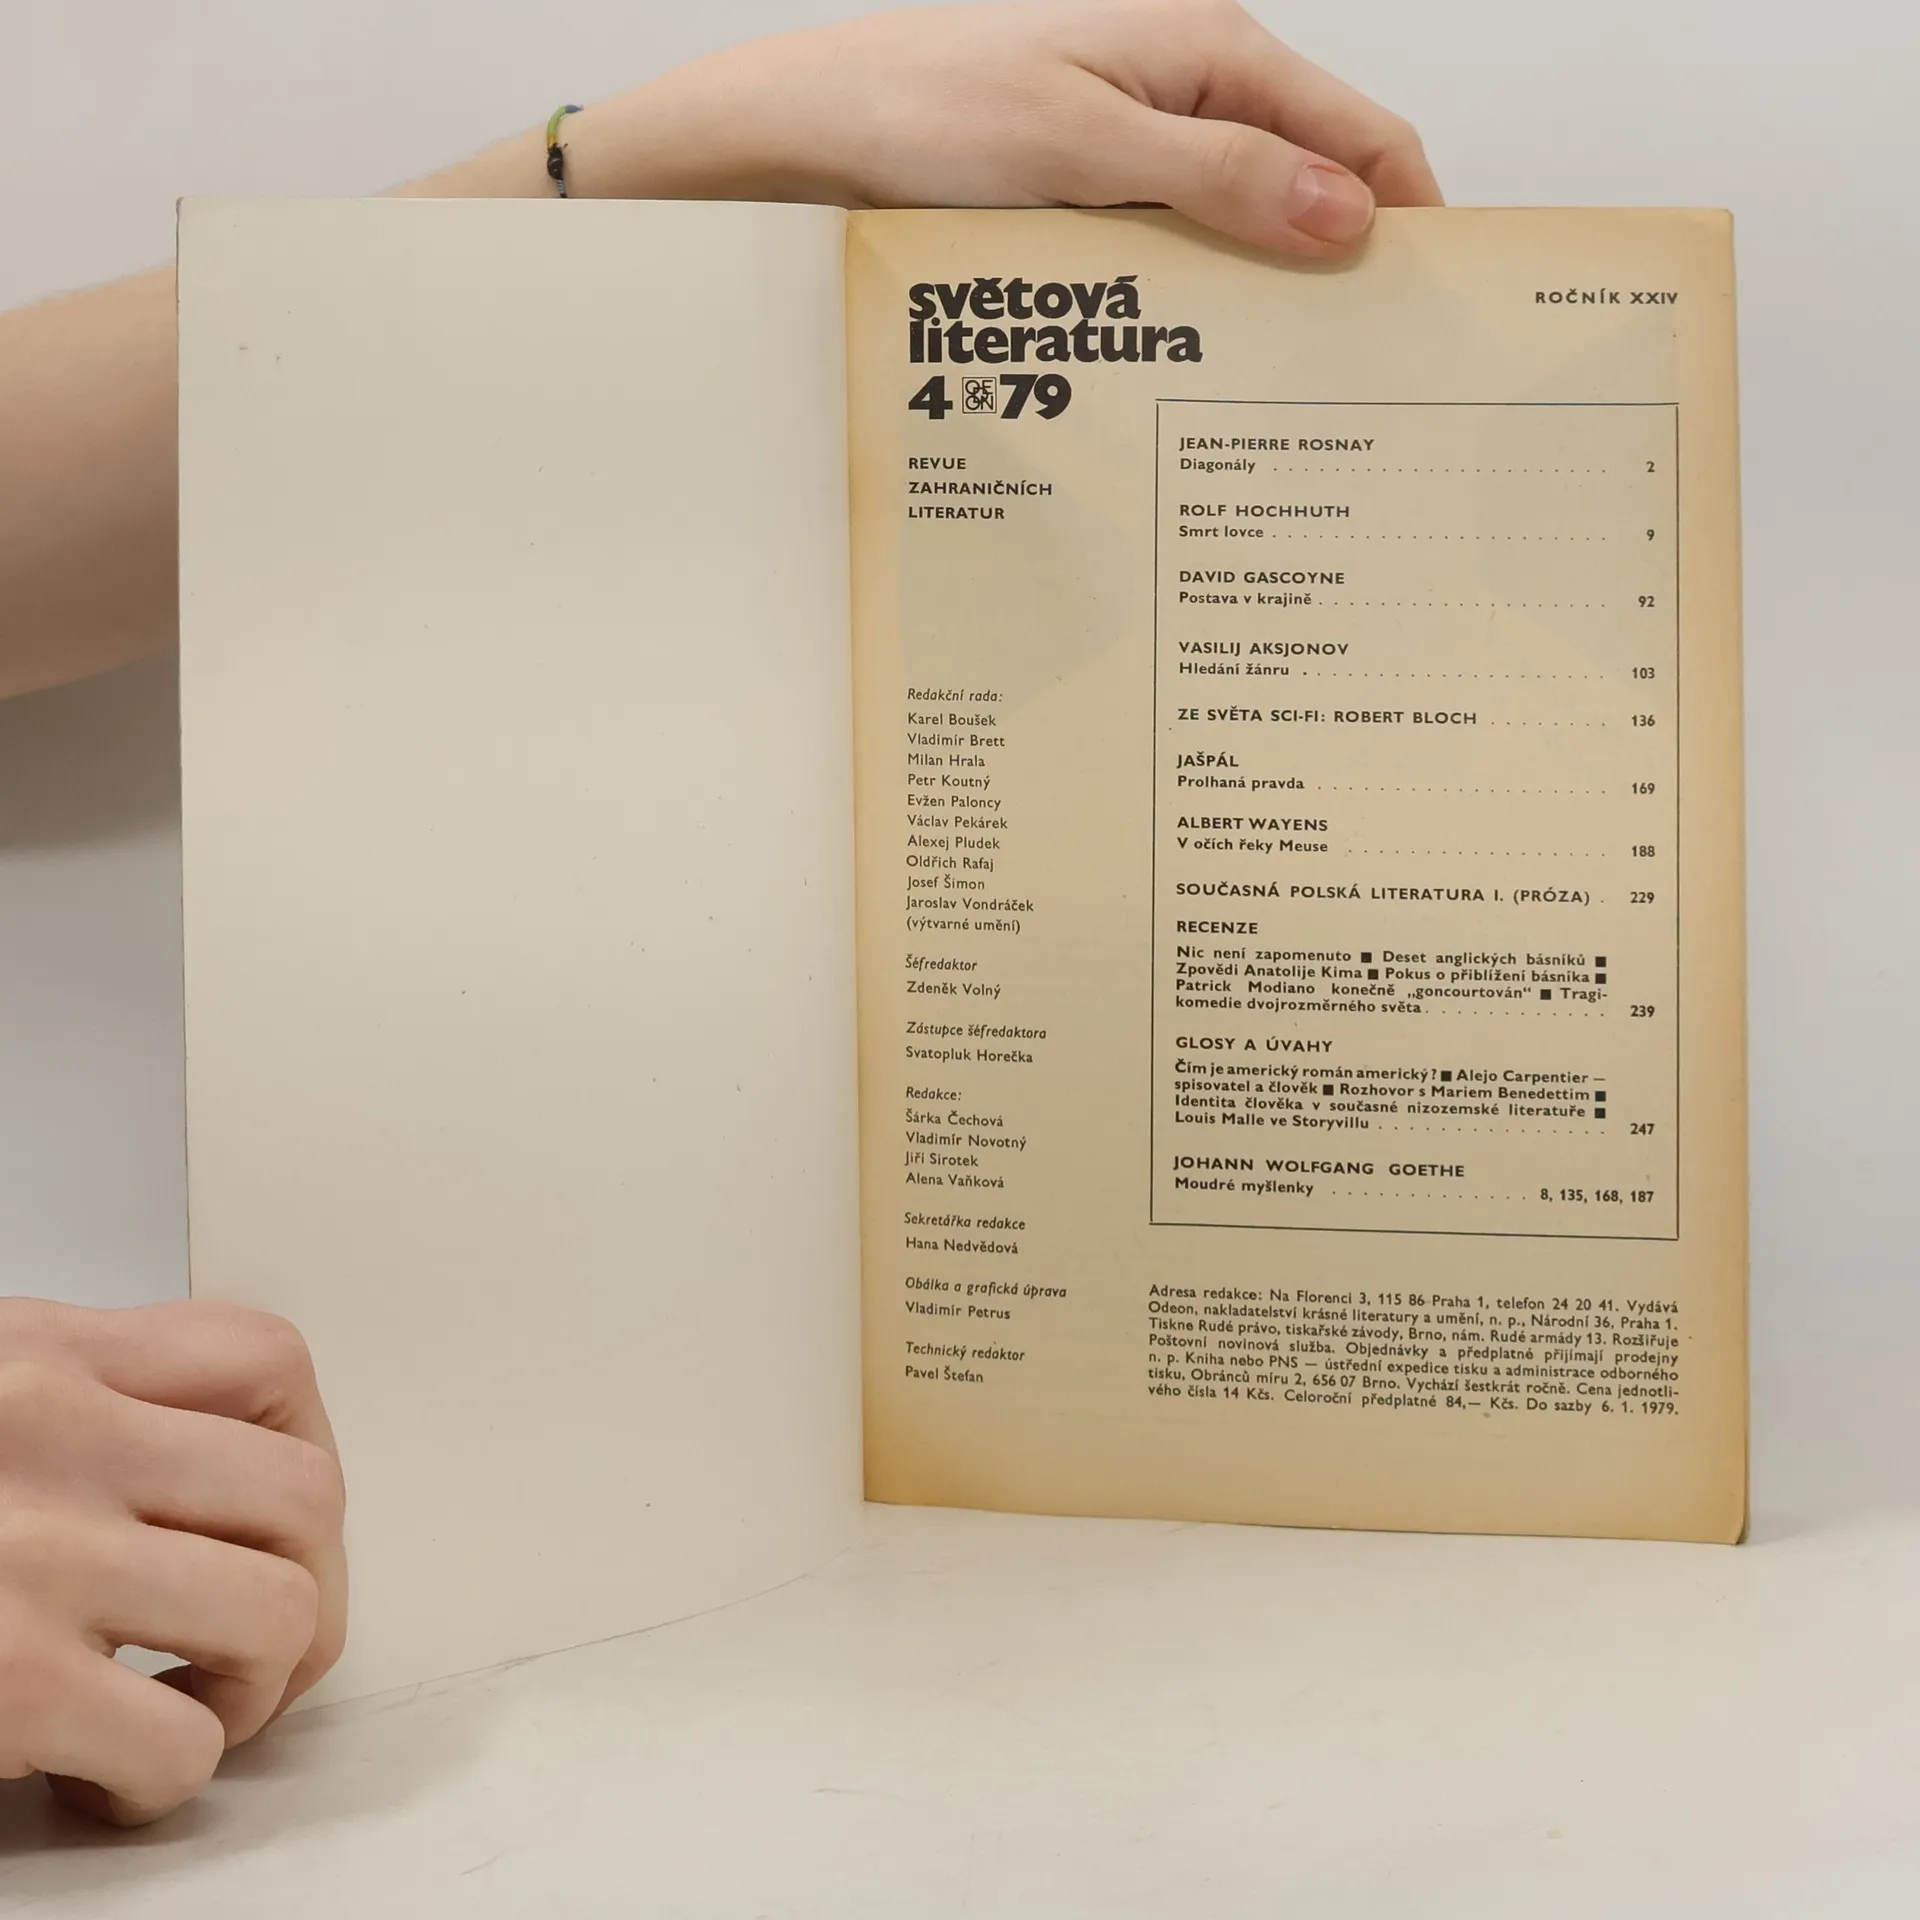 světová
literatura
4 ODEON 79
REVUE
ZAHRANIČNÍCH
LITERATUR
Redakční rada:
Karel Boušek
Vladimír Brett
Milan Hrala
Petr Koutný
Evžen Paloncy
Václav Pekárek
Alexej Pludek
Oldřich Rafaj
Josef Šimon
Jaroslav Vondráček
(výtvarné umění)
Šéfredaktor
Zdeněk Volný
Zástupce šéfredaktora
Svatopluk Horečka
Redakce:
Šárka Čechová
Vladimír Novotný
Jiří Sirotek
Alena Vaňková
Sekretářka redakce
Hana Nedvědová
Obálka a grafická úprava
Vladimír Petrus
Technický redaktor
Pavel Štefan
ROČNÍK XXIV
JEAN-PIERRE ROSNAY
Diagonály . . . . . . . . . . . . . . . . . . . . . . 2
ROLF HOCHHUTH
Smrt lovce . . . . . . . . . . . . . . . . . . . . . . 9
DAVID GASCOYNE
Postava v krajině . . . . . . . . . . . . . . . . . . . 92
VASILIJ AKSJONOV
Hledání žánru . . . . . . . . . . . . . . . . . . . . 103
ZE SVĚTA SCI-FI: ROBERT BLOCH . . . . . . . . 136
JAŠPÁL
Prolhaná pravda . . . . . . . . . . . . . . . . . . . 169
ALBERT WAYENS
V očích řeky Meuse . . . . . . . . . . . . . . . . . 188
SOUČASNÁ POLSKÁ LITERATURA I. (PRÓZA) . 229
RECENZE
Nic není zapomenuto ■ Deset anglických básníků ■
Zpovědi Anatolije Kima ■ Pokus o přiblížení básníka ■
Patrick Modiano konečně „goncourtován“ ■ Tragi-
komedie dvojrozměrného světa . . . . . . . . . . . . 239
GLOSY A ÚVAHY
Čím je americký román americký? ■ Alejo Carpentier —
spisovatel a člověk ■ Rozhovor s Mariem Benedettim ■
Identita člověka v současné nizozemské literatuře ■
Louis Malle ve Storyvillu . . . . . . . . . . . . . . . 247
JOHANN WOLFGANG GOETHE
Moudré myšlenky . . . . . . . . . . . . . 8, 135, 168, 187
Adresa redakce: Na Florenci 3, 115 86 Praha 1, telefon 24 20 41. Vydává
Odeon, nakladatelství krásné literatury a umění, n. p., Národní 36, Praha 1.
Tiskne Rudé právo, tiskařské závody, Brno, nám. Rudé armády 13. Rozšiřuje
Poštovní novinová služba. Objednávky a předplatné přijímají prodejny
n. p. Kniha nebo PNS — ústřední expedice tisku a administrace odborného
tisku, Obránců míru 2, 656 07 Brno. Vychází šestkrát ročně. Cena jednotli-
vého čísla 14 Kčs. Celoroční předplatné 84,— Kčs. Do sazby 6. 1. 1979.